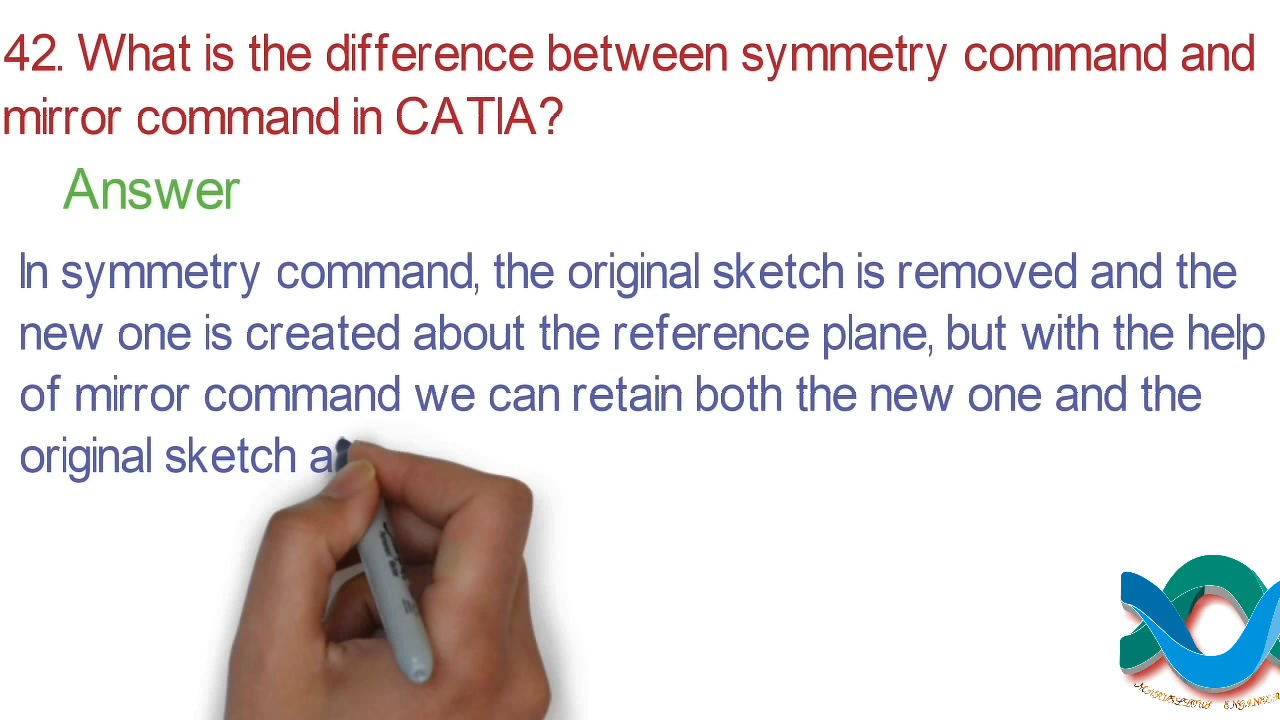 42. What is the difference between symmetry command and
mirror command in CATIA?
Answer
In symmetry command, the original sketch is removed and the
new one is created about the reference plane, but with the help
of mirror command we can retain both the new one and the
original sketch a